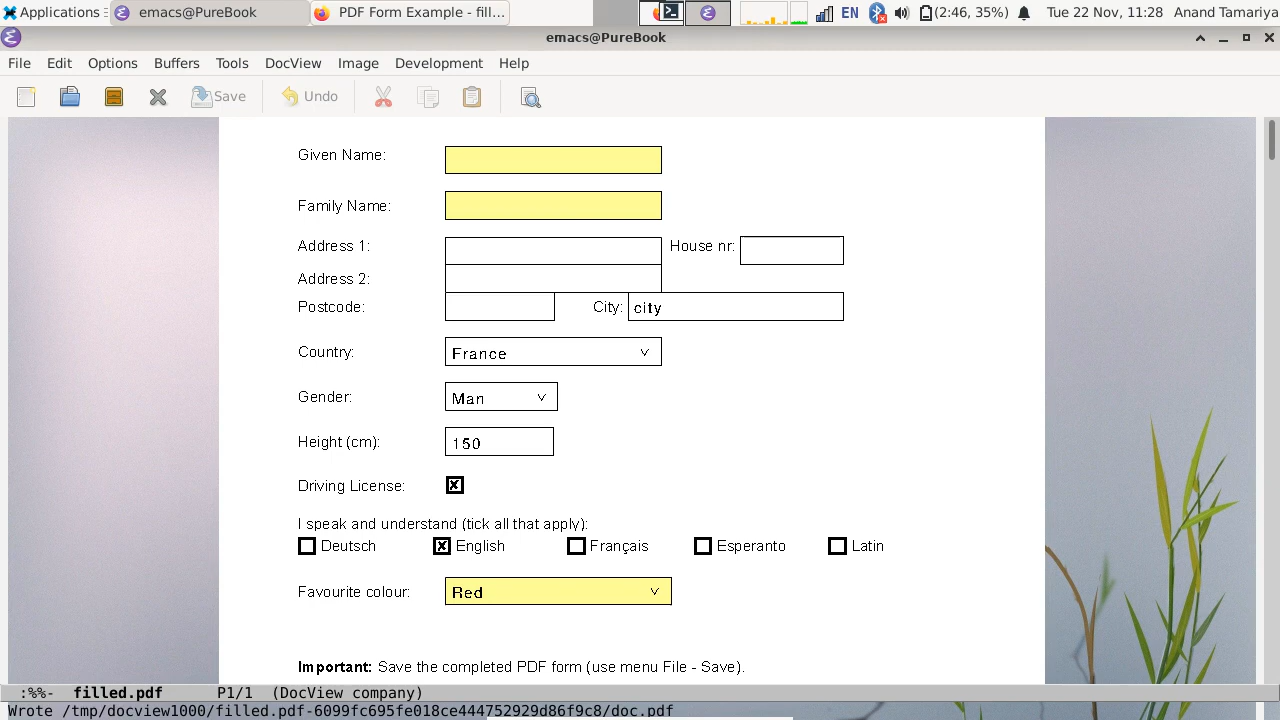 Applications
emacs@PureBook
PDF Form Example - fill...
EN
(2:46, 35%)
Tue 22 Nov, 11:28
Anand Tamariya
emacs@PureBook
File Edit Options Buffers Tools DocView Image Development Help
Save Undo
Given Name:
Family Name:
Address 1: House nr:
Address 2:
Postcode: City: city
Country: France
Gender: Man
Height (cm): 150
Driving License:
I speak and understand (tick all that apply):
Deutsch English Français Esperanto Latin
Favourite colour: Red
Important: Save the completed PDF form (use menu File - Save).
:%%- filled.pdf P1/1 (DocView company)
Wrote /tmp/docview1000/filled.pdf-6099fc695fe018ce444752929d86f9c8/doc.pdf